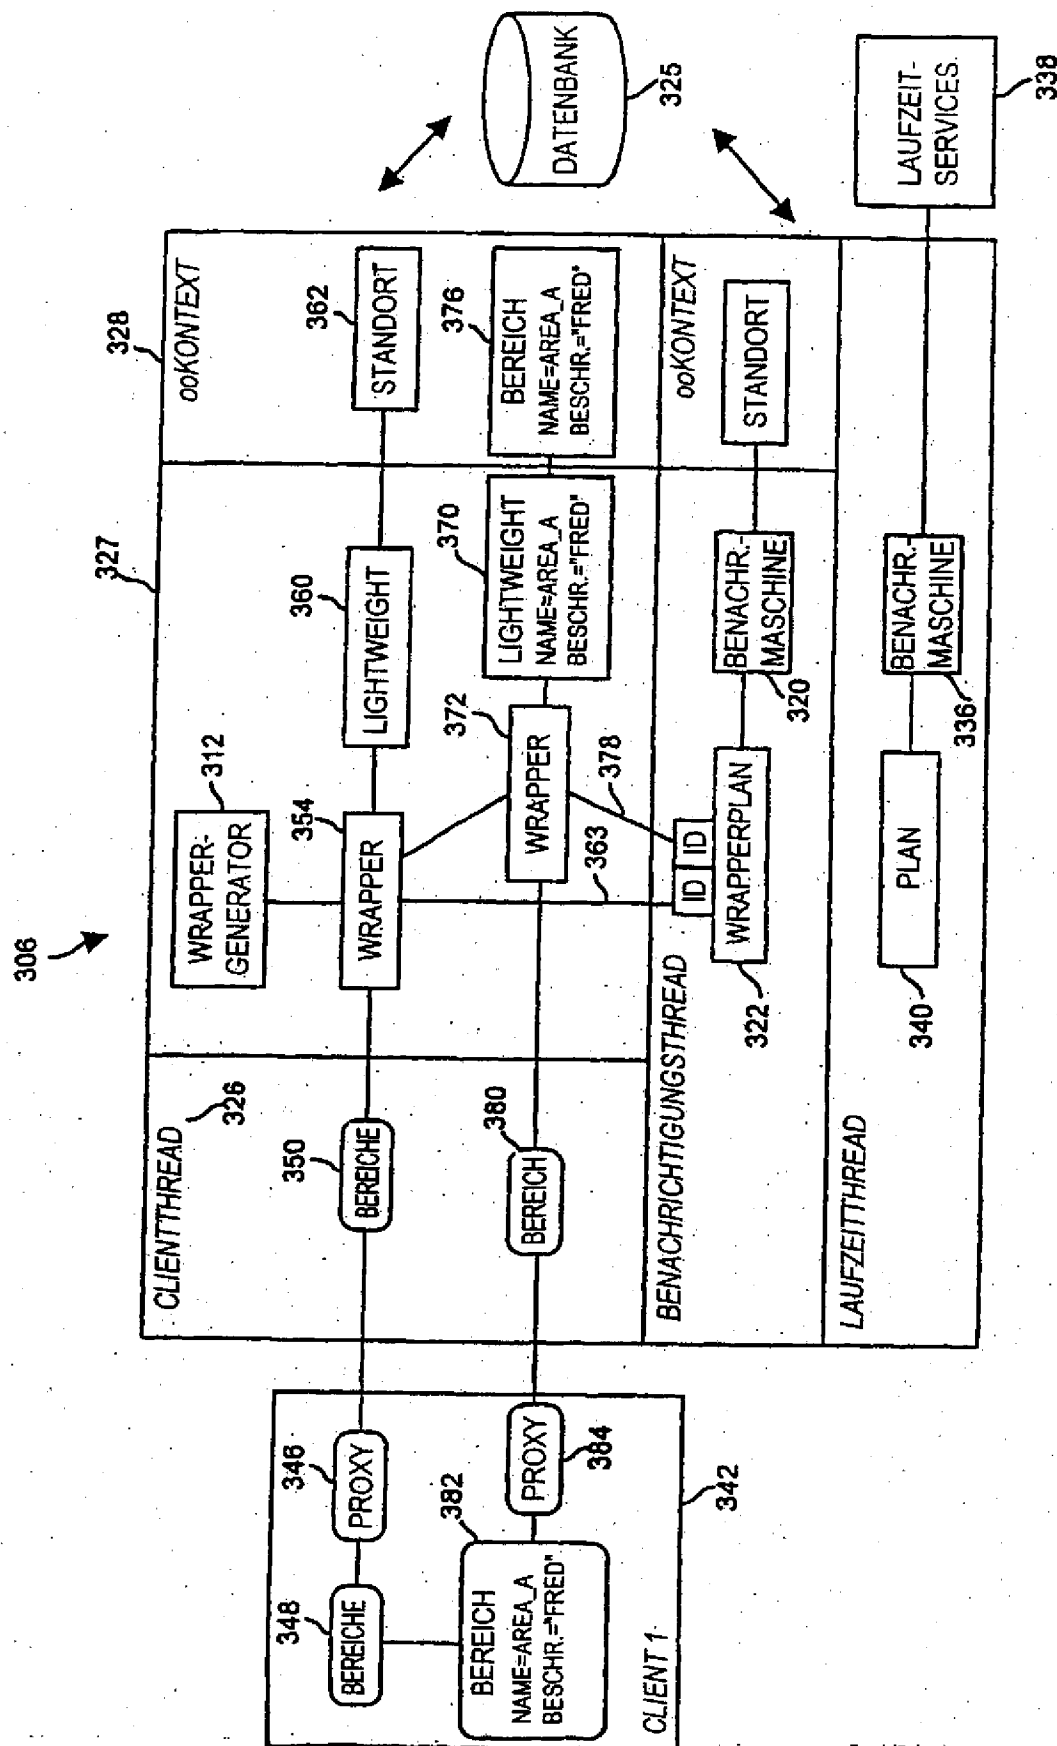 306
327
328
CLIENTTHREAD
326
WRAPPER-
GENERATOR
312
ooKONTEXT
346
PROXY
348
BEREICHE
350
BEREICHE
354
WRAPPER
360
LIGHTWEIGHT
362
STANDORT
382
BEREICH
NAME=AREA_A
BESCHR.="FRED"
PROXY
384
380
BEREICH
372
WRAPPER
370
LIGHTWEIGHT
NAME=AREA_A
BESCHR.="FRED"
376
BEREICH
NAME=AREA_A
BESCHR.="FRED"
DATENBANK
325
CLIENT 1
342
363
378
BENACHRICHTIGUNGSTHREAD
ID
ID
WRAPPERPLAN
322
BENACHR.-
MASCHINE
320
ooKONTEXT
STANDORT
LAUFZEITTHREAD
PLAN
340
BENACHR.-
MASCHINE
336
LAUFZEIT-
SERVICES
338